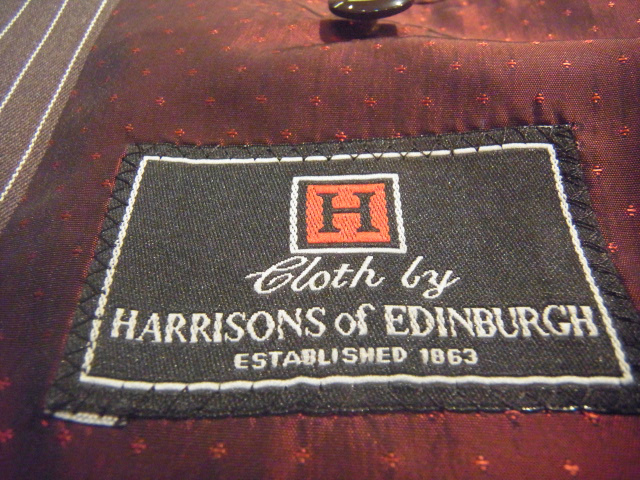 H
Cloth by
HARRISONS of EDINBURGH
ESTABLISHED 1863